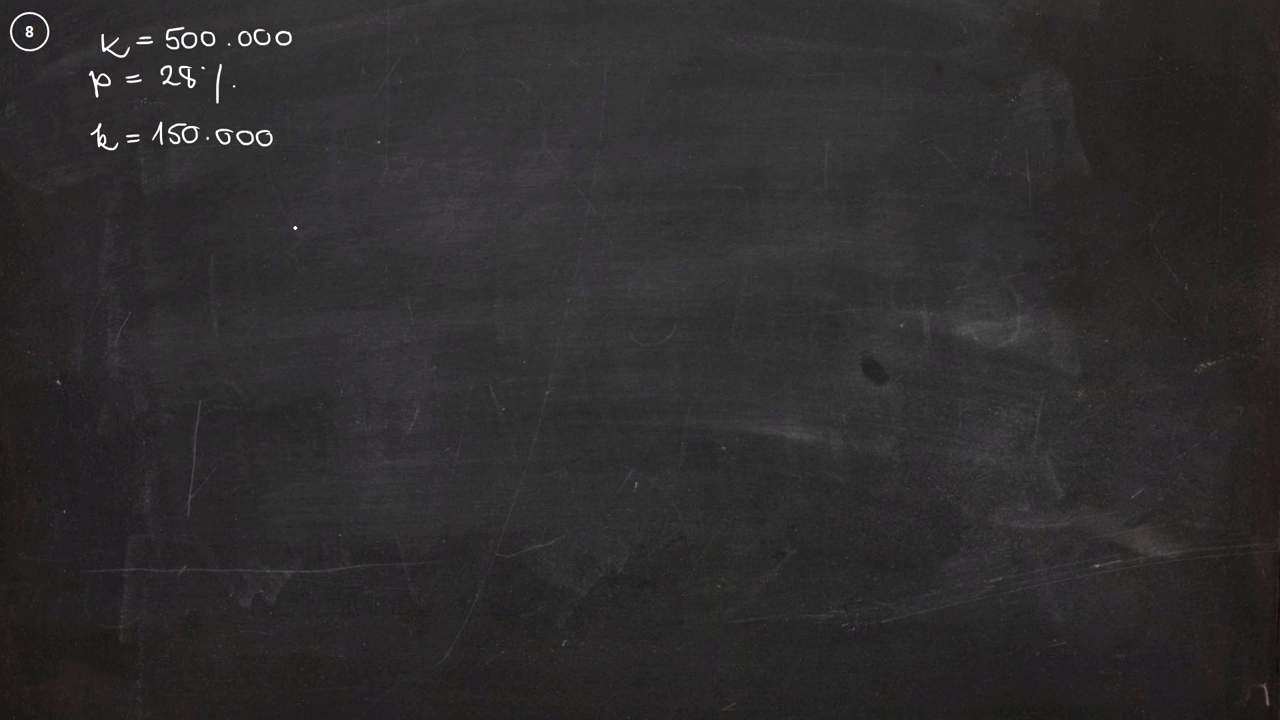 8
K = 500.000
p = 28%
k = 150.000